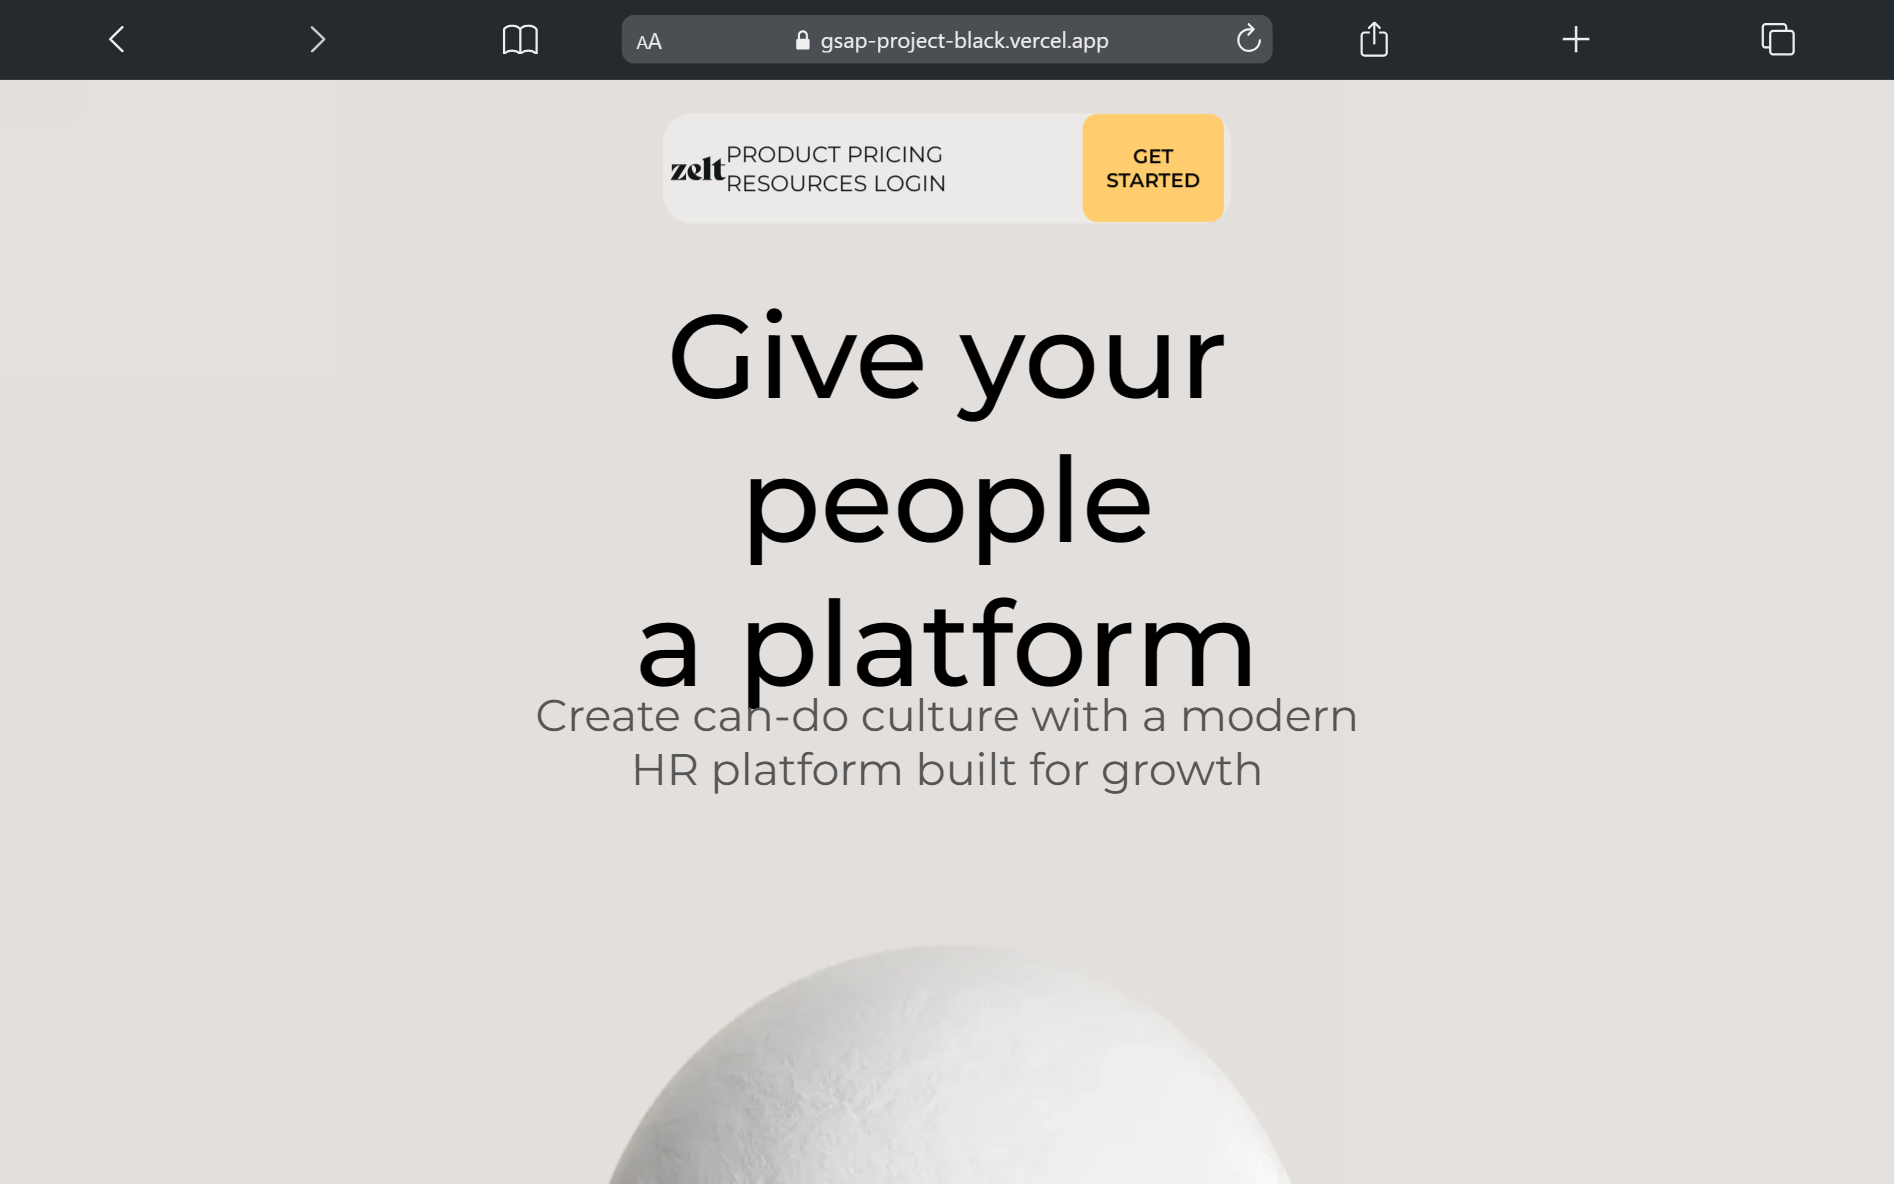 AA
gsap-project-black.vercel.app
zelt
PRODUCT PRICING
RESOURCES LOGIN
GET
STARTED
Give your
people
a platform
Create can-do culture with a modern
HR platform built for growth